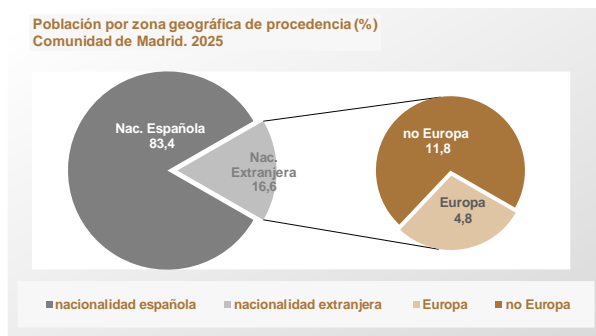 Población por zona geográfica de procedencia (%)
Comunidad de Madrid. 2025
Nac. Española
83,4
Nac.
Extranjera
16,6
no Europa
11,8
Europa
4,8
nacionalidad española
nacionalidad extranjera
Europa
no Europa